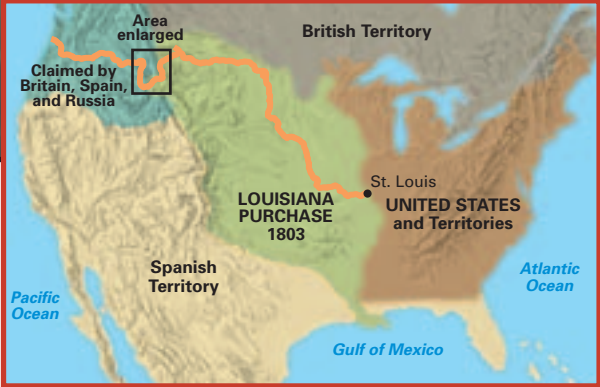 Area
enlarged
British Territory
Claimed by
Britain, Spain,
and Russia
St. Louis
LOUISIANA
PURCHASE
1803
UNITED STATES
and Territories
Spanish
Territory
Pacific
Ocean
Atlantic
Ocean
Gulf of Mexico